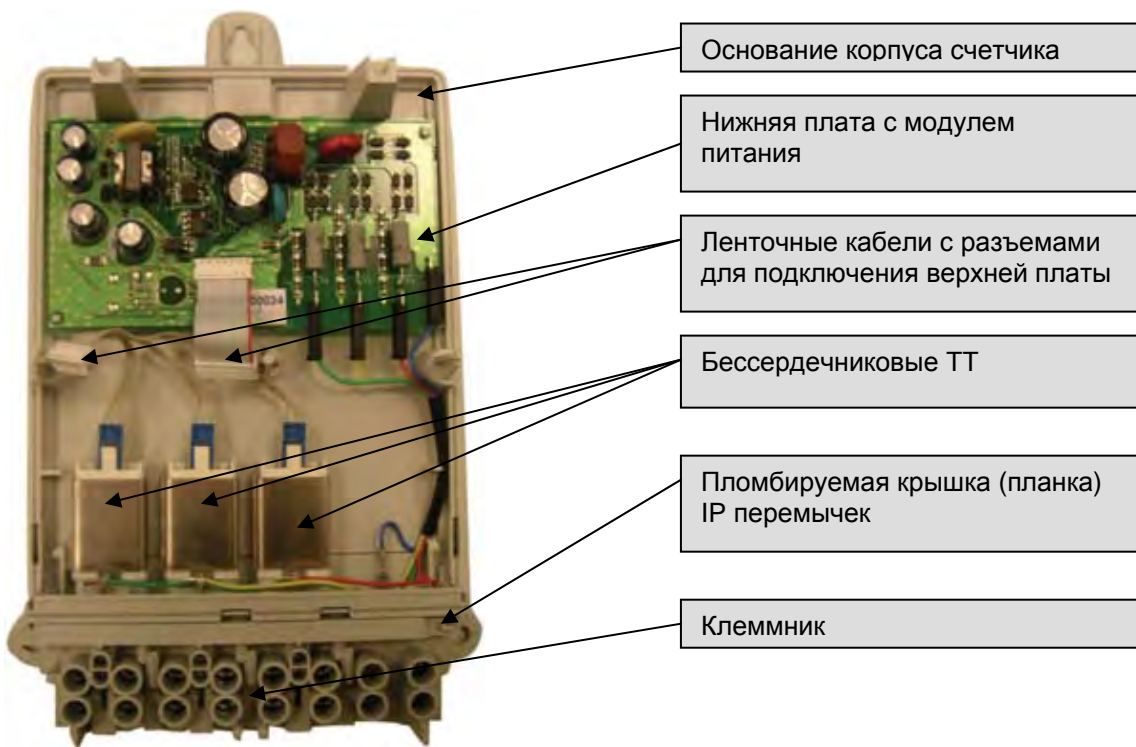 Основание корпуса счетчика
Нижняя плата с модулем
питания
Ленточные кабели с разъемами
для подключения верхней платы
00034
Бессердечниковые ТТ
Пломбируемая крышка (планка)
IP перемычек
Клеммник